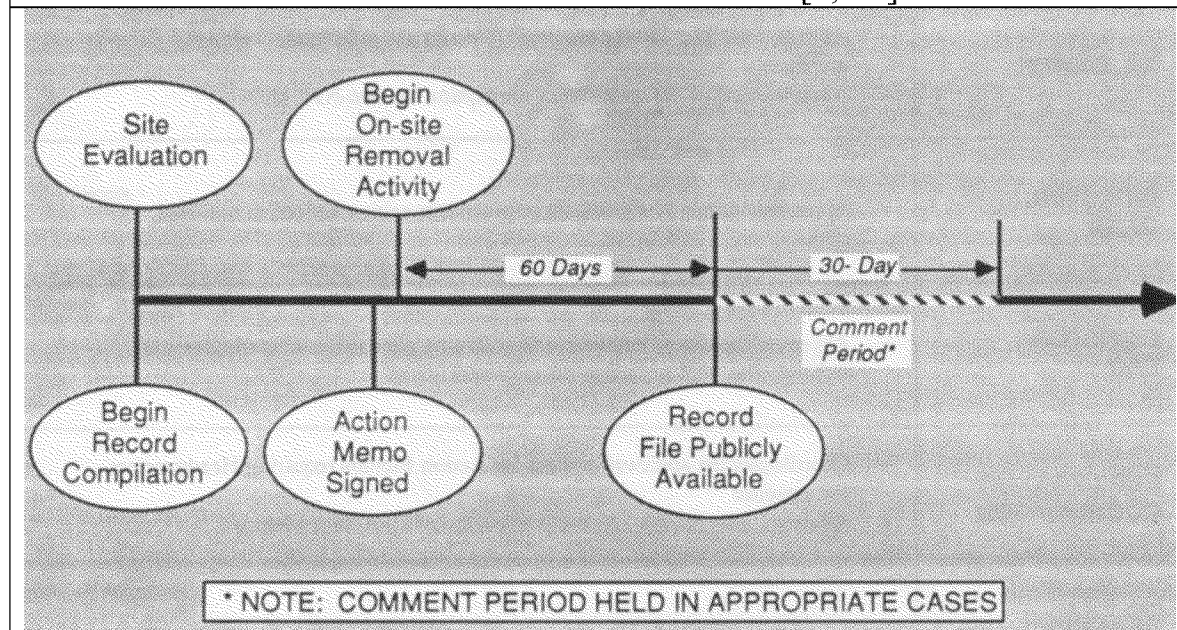 Site
Evaluation
Begin
On-site
Removal
Activity
60 Days
30- Day
Comment
Period*
Begin
Record
Compilation
Action
Memo
Signed
Record
File Publicly
Available
* NOTE: COMMENT PERIOD HELD IN APPROPRIATE CASES